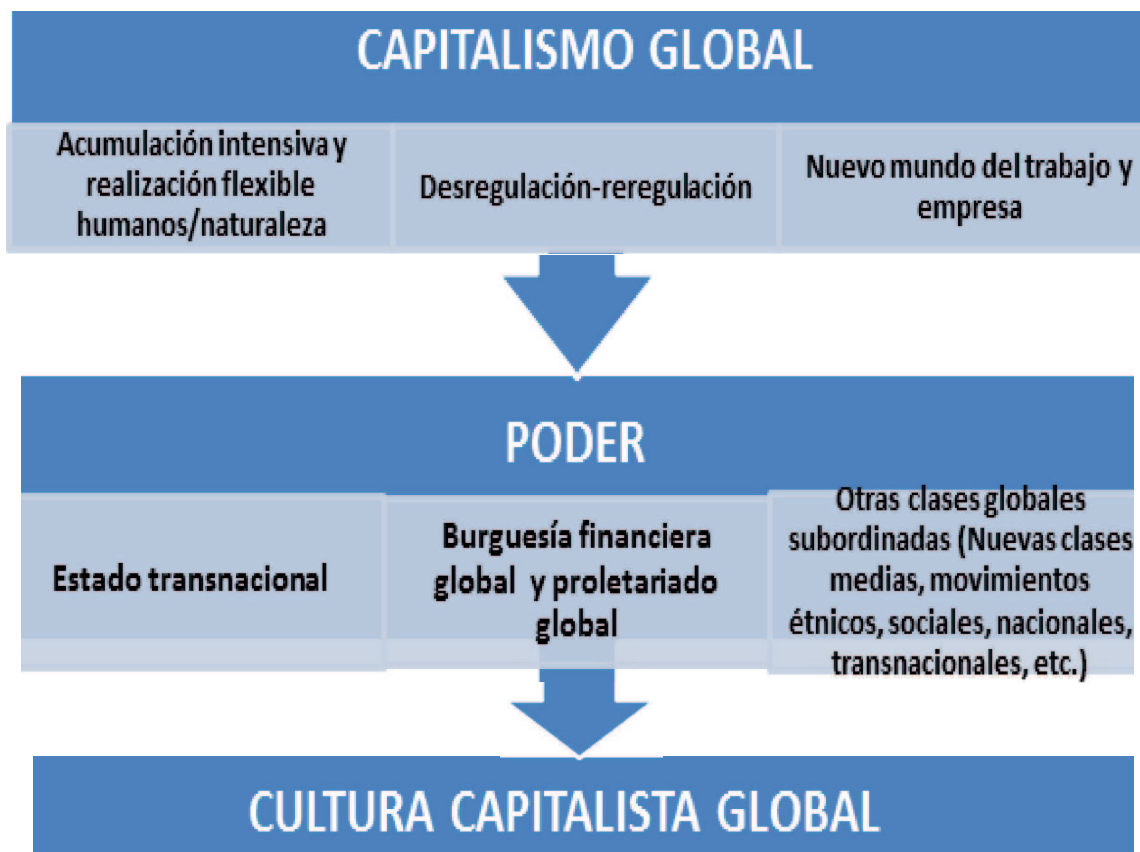 CAPITALISMO GLOBAL
Acumulación intensiva y
realización flexible
humanos/naturaleza
Desregulación-reregulación
Nuevo mundo del trabajo y
empresa
PODER
Estado transnacional
Burguesía financiera
global y proletariado
global
Otras clases globales
subordinadas (Nuevas clases
medias, movimientos
étnicos, sociales, nacionales,
transnacionales, etc.)
CULTURA CAPITALISTA GLOBAL